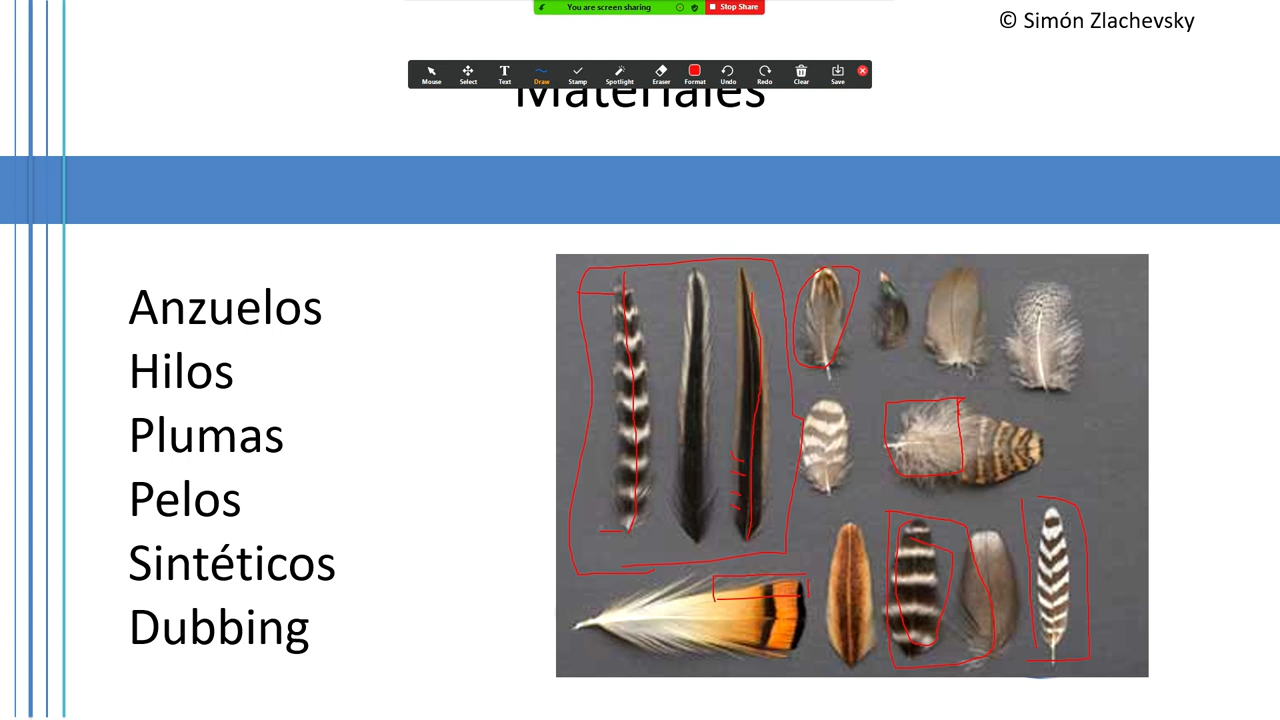 You are screen sharing Stop Share
© Simón Zlachevsky
Mouse Select Text Draw Stamp Spotlight Eraser Format Undo Redo Clear Save
Materiales
Anzuelos
Hilos
Plumas
Pelos
Sintéticos
Dubbing